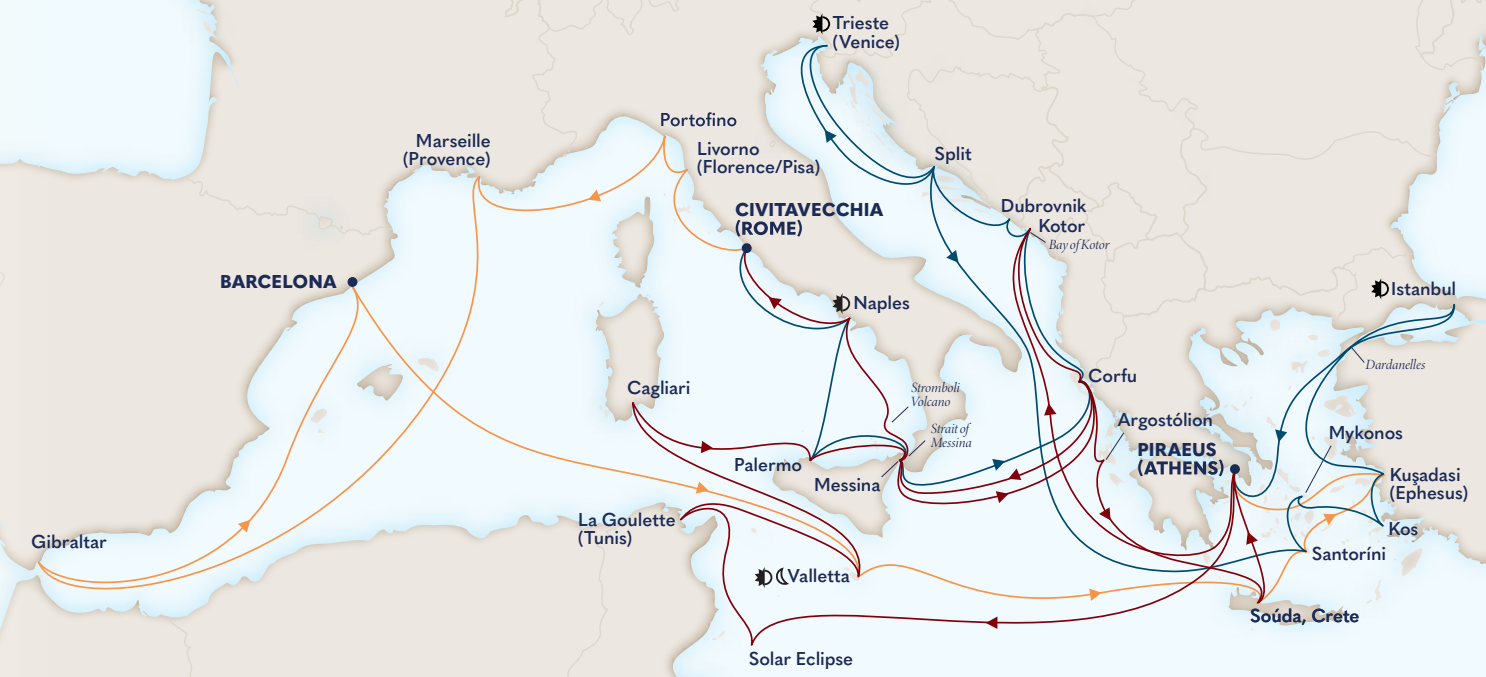 Trieste
(Venice)
Portofino
Marseille
(Provence)
Livorno
(Florence/Pisa)
Split
CIVITAVECCHIA
(ROME)
Dubrovnik
Kotor
Bay of Kotor
BARCELONA
Naples
Istanbul
Dardanelles
Cagliari
Stromboli
Volcano
Corfu
Strait of
Messina
Argostólion
Mykonos
PIRAEUS
(ATHENS)
Palermo
Messina
Kuşadasi
(Ephesus)
La Goulette
(Tunis)
Kos
Gibraltar
Santoríni
Valletta
Soúda, Crete
Solar Eclipse